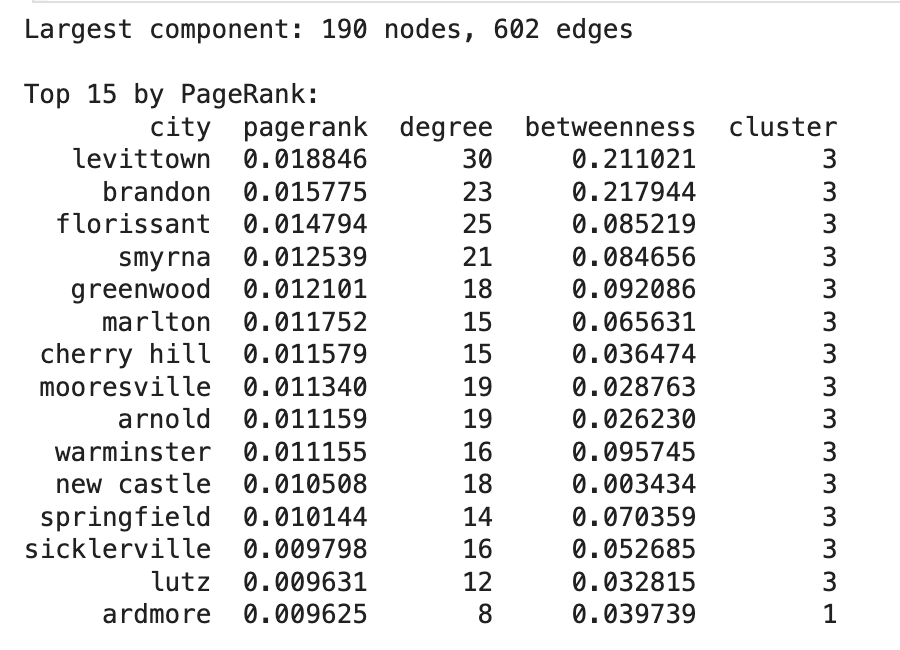 Largest component: 190 nodes, 602 edges
Top 15 by PageRank:
city pagerank degree betweenness cluster
levittown 0.018846 30 0.211021 3
brandon 0.015775 23 0.217944 3
florissant 0.014794 25 0.085219 3
smyrna 0.012539 21 0.084656 3
greenwood 0.012101 18 0.092086 3
marlton 0.011752 15 0.065631 3
cherry hill 0.011579 15 0.036474 3
mooresville 0.011340 19 0.028763 3
arnold 0.011159 19 0.026230 3
warminster 0.011155 16 0.095745 3
new castle 0.010508 18 0.003434 3
springfield 0.010144 14 0.070359 3
sicklerville 0.009798 16 0.052685 3
lutz 0.009631 12 0.032815 3
ardmore 0.009625 8 0.039739 1